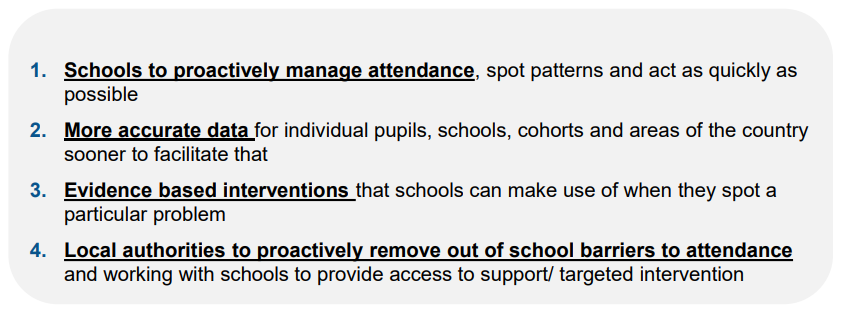 1. Schools to proactively manage attendance, spot patterns and act as quickly as
possible
2. More accurate data for individual pupils, schools, cohorts and areas of the country
sooner to facilitate that
3. Evidence based interventions that schools can make use of when they spot a
particular problem
4. Local authorities to proactively remove out of school barriers to attendance
and working with schools to provide access to support/ targeted intervention